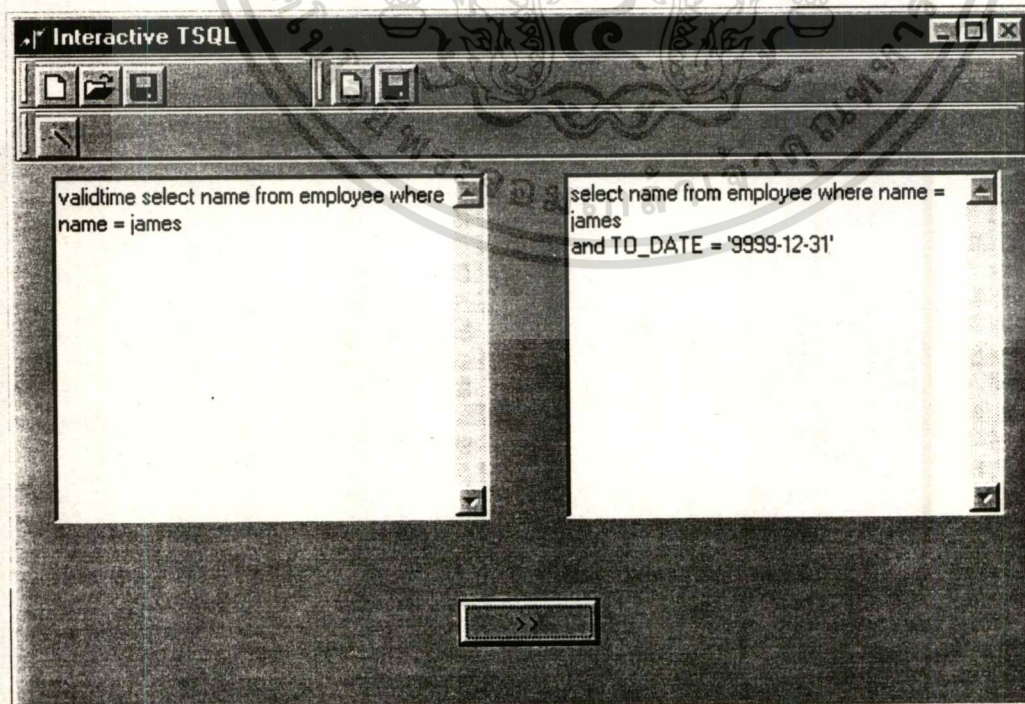 Interactive TSQL
validtime select name from employee where
name = james
select name from employee where name =
james
and TO_DATE = '9999-12-31'
>>